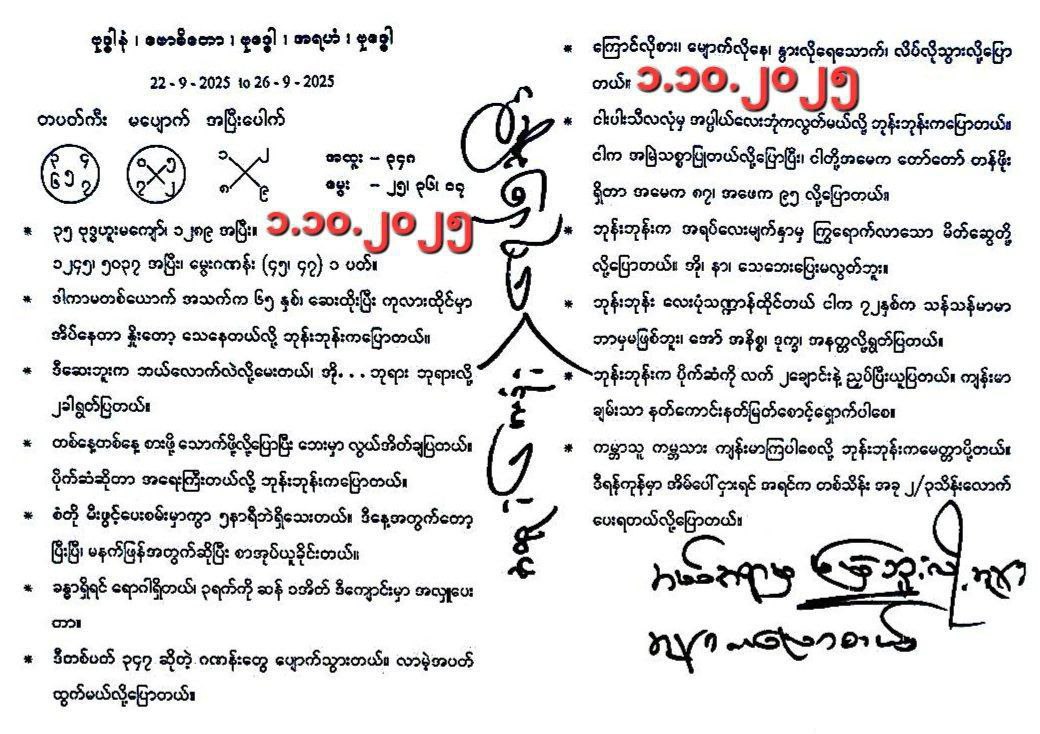 ဗုဒ္ဓါနံ ၊ ဗောဓိတော ၊ ဗုဒ္ဓေါ ၊ အရဟံ ၊ ဗုဒ္ဓေါ
22-9-2025 to 26-9-2025
တပတ်ကီး မပျောက် အပြီးပေါက်
၃ ၄ ၀ ၅ ၁ ၂
၅ အထူး – ၃၄၈
၆ ၇ ၇ ၂ ၈ ၉ မွေး – ၂၅၊ ၃၆၊
* ၃၅ ဗုဒ္ဓဟူးမကျော်၊ ၁၂၈၉ အပြီး။ ၁.၁၀.၂၀၂၅
၁၂၄၅၊ ၅၀၃၇ အပြီး၊ မွေးဂဏန်း (၄၅၊ ၄၇) ၁ ပတ်။
* ဒါကာမတစ်ယောက် အသက်က ၆၅ နှစ်၊ ဆေးထိုးပြီး ကုလားထိုင်မှာ
အိပ်နေတာ နှိုးတော့ သေနေတယ်လို့ ဘုန်းဘုန်းကပြောတယ်။
* ဒီဆေးဘူးက ဘယ်လောက်လဲလို့မေးတယ်၊ အို... ဘုရား ဘုရားလို့
၂ခါရွတ်ပြတယ်။
* တစ်နေ့တစ်နေ့ စားဖို့ သောက်ဖို့လို့ပြောပြီး ဘေးမှာ လွယ်အိတ်ချပြတယ်။
ပိုက်ဆံဆိုတာ အရေးကြီးတယ်လို့ ဘုန်းဘုန်းကပြောတယ်။
* စံတို မီးဖွင့်ပေးစမ်းမှာကွာ ၅နာရီဘဲရှိသေးတယ်။ ဒီနေ့အတွက်တော့
ပြီးပြီ၊ မနက်ဖြန်အတွက်ဆိုပြီး စာအုပ်ယူခိုင်းတယ်။
* ခန္ဓာရှိရင် ရောဂါရှိတယ်၊ ၃ရက်ကို ဆန် ၁အိတ် ဒီကျောင်းမှာ အလှူပေး
တာ။
* ဒီတစ်ပတ် ၃၄၇ ဆိုတဲ့ ဂဏန်းတွေ ပျောက်သွားတယ်။ လာမဲ့အပတ်
ထွက်မယ်လို့ပြောတယ်။
* ကြောင်လိုစား၊ မျောက်လိုနေ၊ နွားလိုရေသောက်၊ လိပ်လိုသွားလို့ပြော
တယ်။ ၁.၁၀.၂၀၂၅
* ငါးပါးသီလလုံမှ အပ္ပါယ်လေးဘုံကလွတ်မယ်လို့ ဘုန်းဘုန်းကပြောတယ်။
ငါက အမြဲသစ္စာပြုတယ်လို့ပြောပြီး၊ ငါတို့အမေက တော်တော် တန်ဖိုး
ရှိတာ အမေက ၈၇၊ အဖေက ၉၅ လို့ပြောတယ်။
* ဘုန်းဘုန်းက အရပ်လေးမျက်နှာမှ ကြွရောက်လာသော မိတ်ဆွေတို့
လို့ပြောတယ်။ အို၊ နာ၊ သေဘေးပြေးမလွတ်ဘူး။
* ဘုန်းဘုန်း လေးပုံသဏ္ဌာန်ထိုင်တယ် ငါက ၇၂နှစ်က သန်သန်မာမာ
ဘာမှမဖြစ်ဘူး၊ အော် အနိစ္စ၊ ဒုက္ခ၊ အနတ္တလို့ရွတ်ပြတယ်။
* ဘုန်းဘုန်းက ပိုက်ဆံကို လက် ၂ချောင်းနဲ့ ညှပ်ပြီးယူပြတယ်။ ကျန်းမာ
ချမ်းသာ နတ်ကောင်းနတ်မြတ်စောင့်ရှောက်ပါစေ။
* ကမ္ဘာသူ ကမ္ဘာသား ကျန်းမာကြပါစေလို့ ဘုန်းဘုန်းကမေတ္တာပို့တယ်။
ဒီရန်ကုန်မှာ အိမ်ပေါ်ငှားရင် အရင်က တစ်သိန်း အခု ၂/၃သိန်းလောက်
ပေးရတယ်လို့ပြောတယ်။